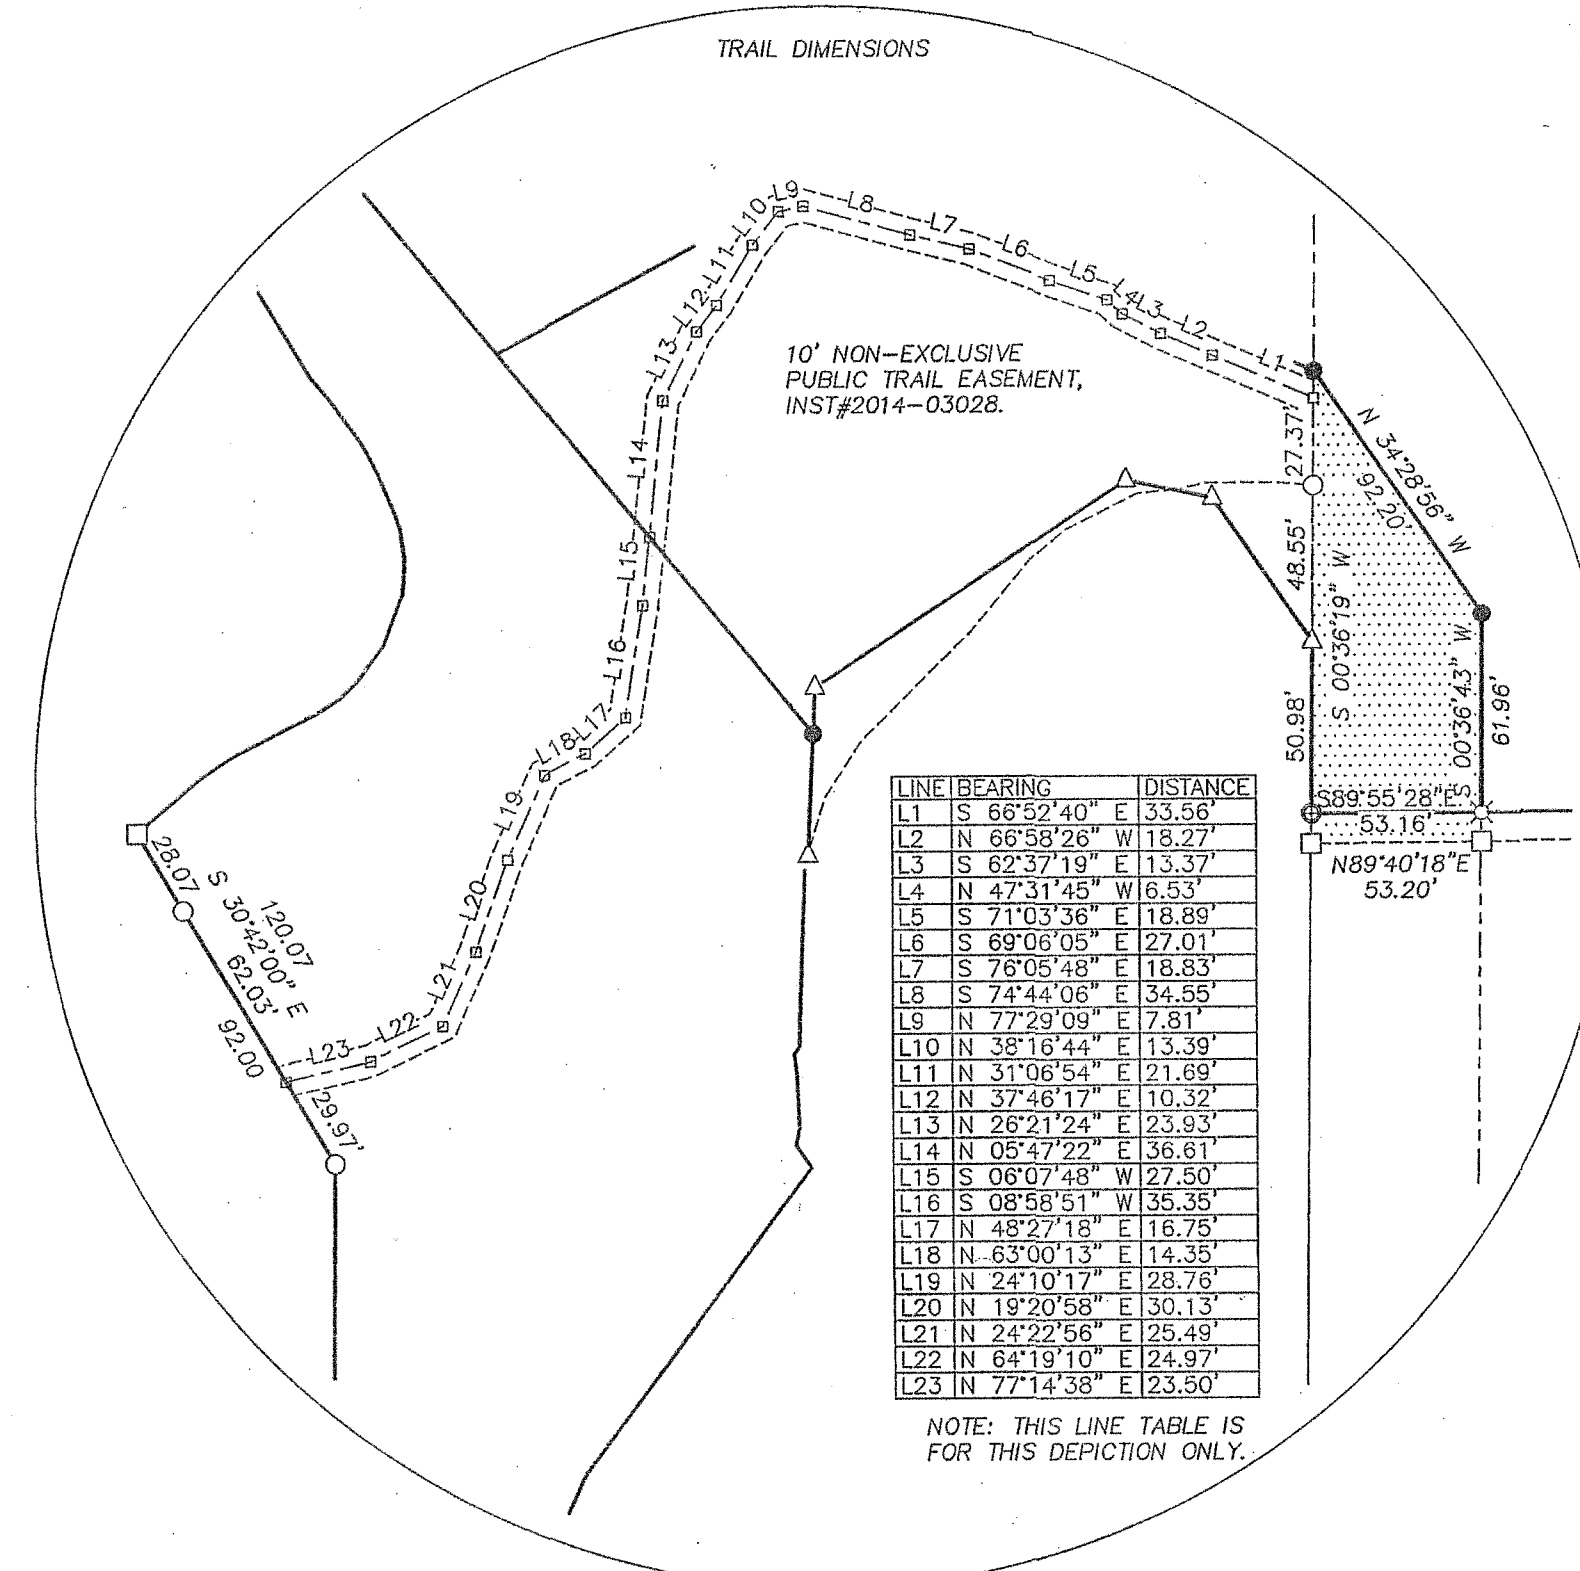 TRAIL DIMENSIONS
L9
L8
L7
L6
L5
L4
L3
L2
L1
L10
L11
L12
L13
L14
L15
L16
L17
L18
L19
L20
L21
L22
L23
10' NON-EXCLUSIVE
PUBLIC TRAIL EASEMENT,
INST#2014-03028.
27.37'
48.55'
50.98'
S 00°36'19" W
N 34°28'56" W
92.20'
S 00°36'43" W
61.96'
S89°55'28"E
53.16'
N89°40'18"E
53.20'
28.07
120.07
S 30°42'00" E
62.03'
92.00
29.97'
LINE BEARING DISTANCE
L1 S 66°52'40" E 33.56'
L2 N 66°58'26" W 18.27'
L3 S 62°37'19" E 13.37'
L4 N 47°31'45" W 6.53'
L5 S 71°03'36" E 18.89'
L6 S 69°06'05" E 27.01'
L7 S 76°05'48" E 18.83'
L8 S 74°44'06" E 34.55'
L9 N 77°29'09" E 7.81'
L10 N 38°16'44" E 13.39'
L11 N 31°06'54" E 21.69'
L12 N 37°46'17" E 10.32'
L13 N 26°21'24" E 23.93'
L14 N 05°47'22" E 36.61'
L15 S 06°07'48" W 27.50'
L16 S 08°58'51" W 35.35'
L17 N 48°27'18" E 16.75'
L18 N 63°00'13" E 14.35'
L19 N 24°10'17" E 28.76'
L20 N 19°20'58" E 30.13'
L21 N 24°22'56" E 25.49'
L22 N 64°19'10" E 24.97'
L23 N 77°14'38" E 23.50'
NOTE: THIS LINE TABLE IS
FOR THIS DEPICTION ONLY.